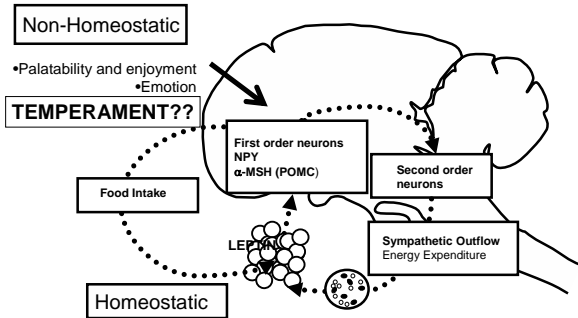 Non-Homeostatic
•Palatability and enjoyment
•Emotion
TEMPERAMENT??
First order neurons
NPY
α-MSH (POMC)
Second order
neurons
Food Intake
LEPTIN
Sympathetic Outflow
Energy Expenditure
Homeostatic